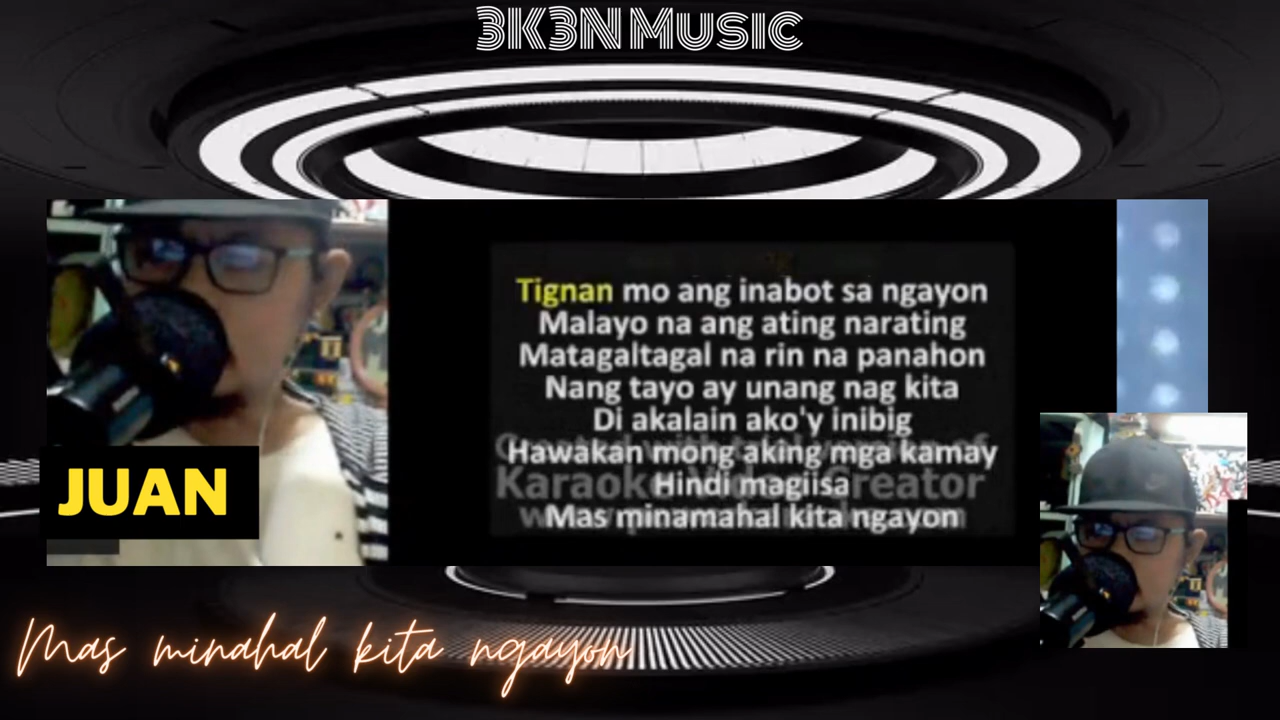 3K3N Music
Tignan mo ang inabot sa ngayon
Malayo na ang ating narating
Matagaltagal na rin na panahon
Nang tayo ay unang nag kita
Di akalain ako'y inibig
Hawakan mong aking mga kamay
Karaoke Video Creator
Hindi magiisa
Mas minamahal kita ngayon
JUAN
Mas minahal kita ngayon